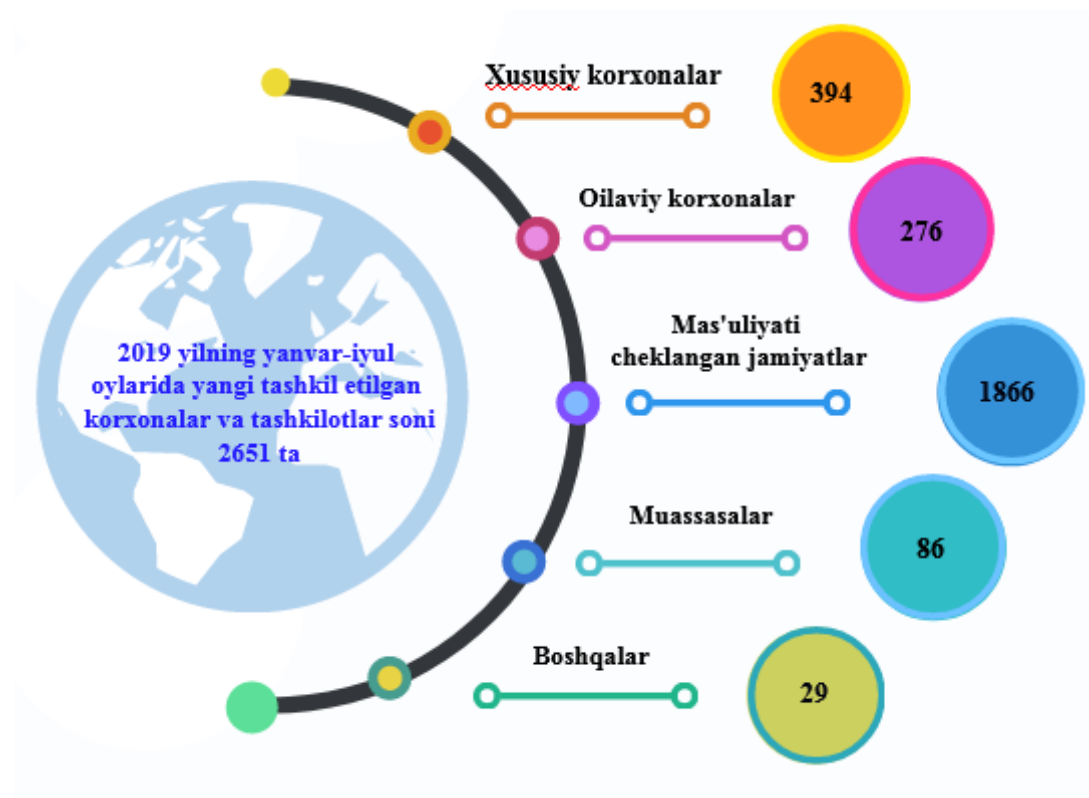 Xususiy korxonalar
394
Oilaviy korxonalar
276
Mas'uliyati
cheklangan jamiyatlar
1866
2019 yilning yanvar-iyul
oylarida yangi tashkil etilgan
korxonalar va tashkilotlar soni
2651 ta
Muassasalar
86
Boshqalar
29